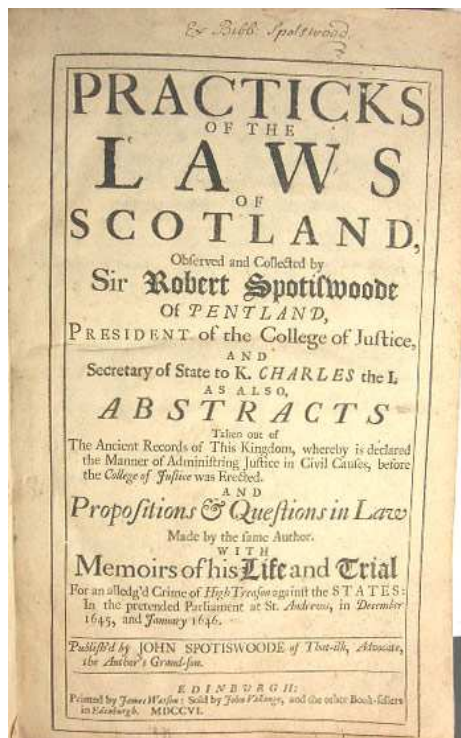 Ex Bibl: Spotswood
PRACTICKS
OF THE
LAWS
OF
SCOTLAND,
Observed and Collected by
Sir Robert Spotiswoode
Of PENTLAND,
PRESIDENT of the College of Justice,
AND
Secretary of State to K. CHARLES the I.
AS ALSO,
ABSTRACTS
Taken out of
The Ancient Records of This Kingdom, whereby is declared
the Manner of Administring Justice in Civil Causes, before
the College of Justice was Erected.
AND
Propositions & Questions in Law
Made by the same Author.
WITH
Memoirs of his Life and Trial
For an alledg'd Crime of High Treason against the STATES:
In the pretended Parliament at St. Andrews, in December
1645, and January 1646.
Publish'd by JOHN SPOTISWOODE of That-ilk, Advocate,
the Author's Grand-son.
EDINBURGH:
Printed by James Watson: Sold by John Vallange, and the other Book-sellers
in Edinburgh. MDCCVI.